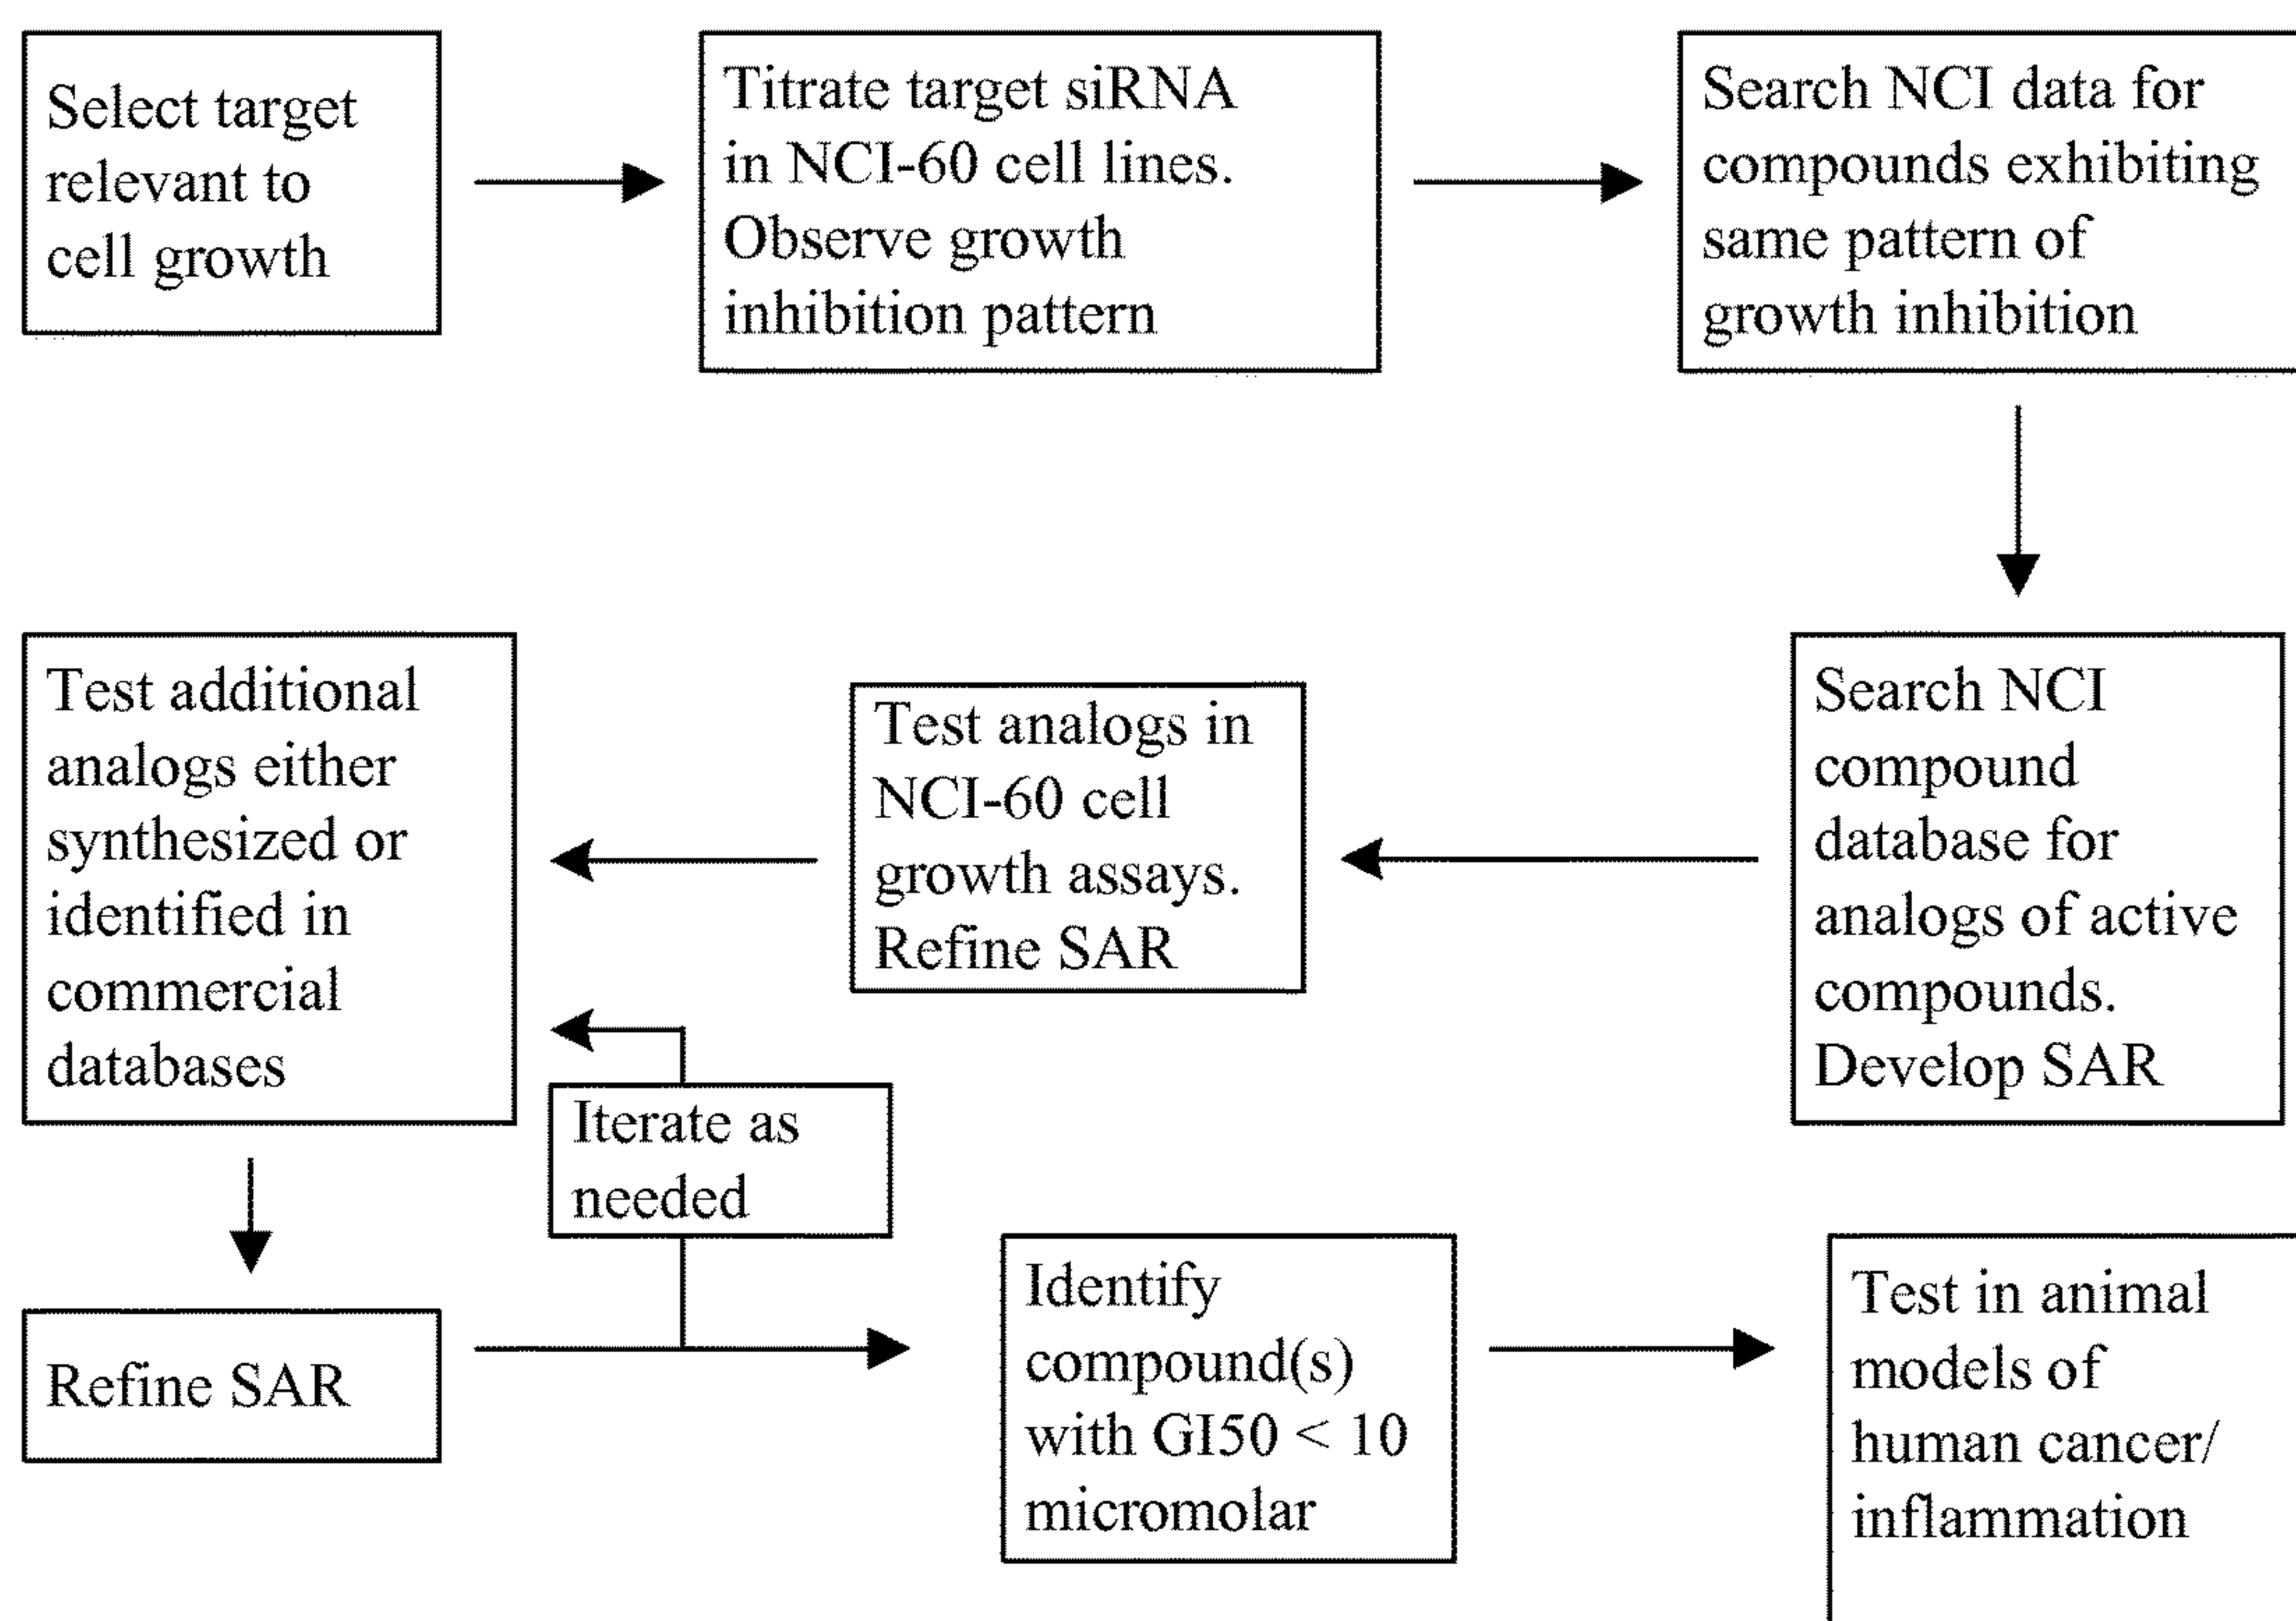 Select target
relevant to
cell growth
Titrate target siRNA
in NCI-60 cell lines.
Observe growth
inhibition pattern
Search NCI data for
compounds exhibiting
same pattern of
growth inhibition
Search NCI
compound
database for
analogs of active
compounds.
Develop SAR
Test analogs in
NCI-60 cell
growth assays.
Refine SAR
Test additional
analogs either
synthesized or
identified in
commercial
databases
Refine SAR
Iterate as
needed
Identify
compound(s)
with GI50 < 10
micromolar
Test in animal
models of
human cancer/
inflammation